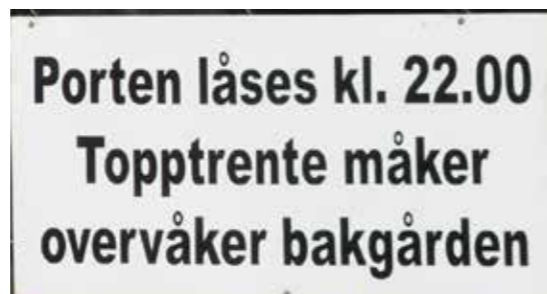 Porten låses kl. 22.00
Topptrente måker
overvåker bakgården